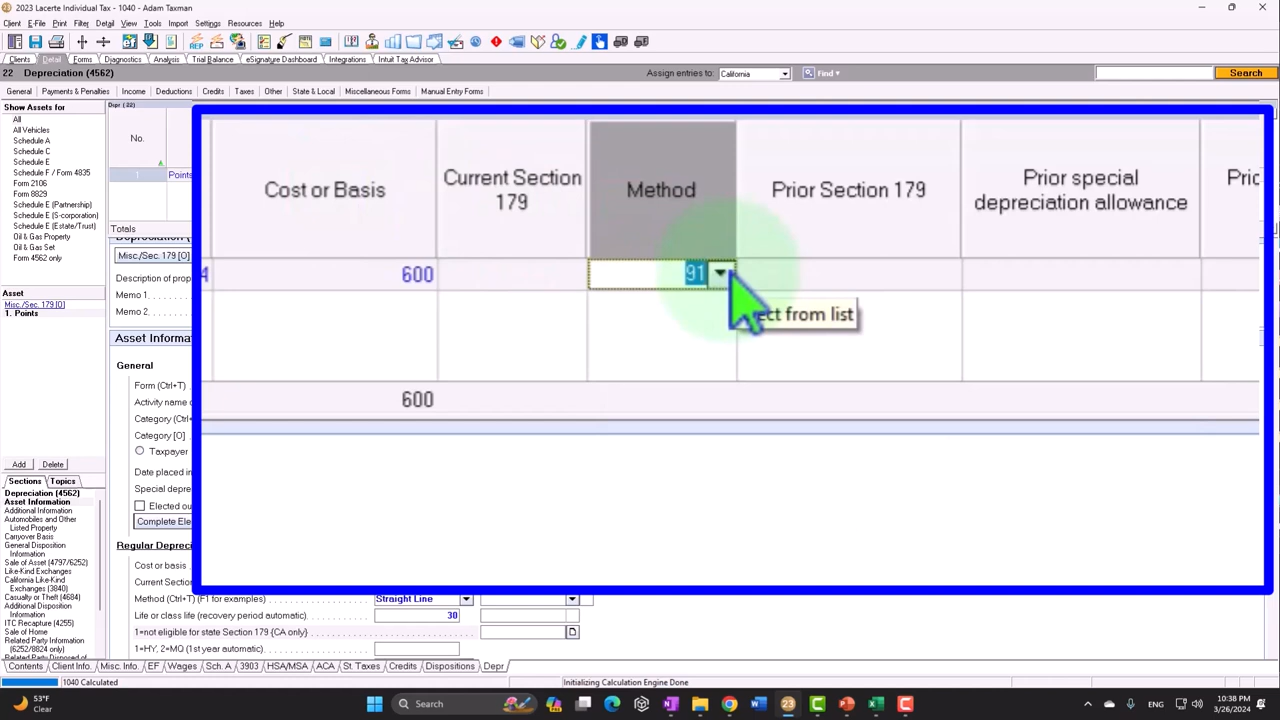 2023 Lacerte Individual Tax - 1040 - Adam Taxman
Client E-File Print Filter Detail View Tools Import Settings Resources Help
Clients Detail Forms Diagnostics Analysis Trial Balance eSignature Dashboard Integrations Intuit Tax Advisor
22 Depreciation (4562) Assign entries to: California Find Search
General Payments & Penalties Income Deductions Credits Taxes Other State & Local Miscellaneous Forms Manual Entry Forms
Show Assets for
All
All Vehicles
Schedule A
Schedule C
Schedule E
Schedule F / Form 4835
Form 2106
Form 8829
Schedule E (Partnership)
Schedule E (S-corporation)
Schedule E (Estate/Trust)
Oil & Gas Property
Oil & Gas Set
Form 4562 only
Asset
Misc./Sec. 179 [O]
1. Points
Add Delete
Sections Topics
Depreciation (4562)
Asset Information
Additional Information
Automobiles and Other
Listed Property
Carryover Basis
General Disposition
Information
Sale of Asset (4797/6252)
Like-Kind Exchanges
California Like-Kind
Exchanges (3840)
Casualty or Theft (4684)
Additional Disposition
Information
ITC Recapture (4255)
Sale of Home
Related Party Information
(6252/8824 only)
Related Party Disposed of
Depr (22)
No.
1 Points
Totals
Misc./Sec. 179 [O]
Description of
Memo 1
Memo 2
Asset Informat
General
Form (Ctrl+T)
Activity name
Category (Ctr
Category [O]
Taxpayer
Date placed in
Special depre
Elected ou
Complete Ele
Regular Depreci
Cost or basis
Current Section
Method (Ctrl+T) (F1 for examples) Straight Line
Life or class life (recovery period automatic) 30
1=not eligible for state Section 179 {CA only}
1=HY, 2=MQ (1st year automatic)
Cost or Basis
Current Section
179
Method
Prior Section 179
Prior special
depreciation allowance
4 600 91
ect from list
600
Contents Client Info. Misc. Info. EF Wages Sch. A 3903 HSA/MSA ACA St. Taxes Credits Dispositions Depr
1040 Calculated Initializing Calculation Engine Done
53°F
Clear
Search
ENG
10:38 PM
3/26/2024